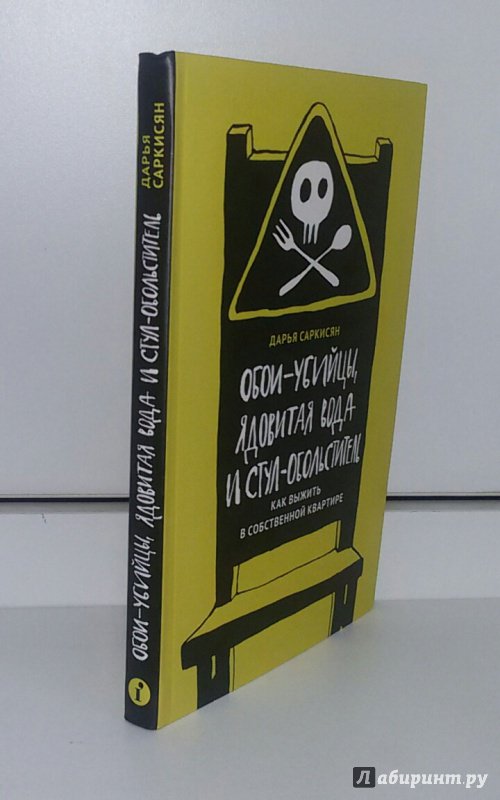 ДАРЬЯ
САРКИСЯН
ОБОИ-УБИЙЦЫ, ЯДОВИТАЯ ВОДА И СТУЛ-ОБОЛЬСТИТЕЛЬ
i
ДАРЬЯ САРКИСЯН
ОБОИ-УБИЙЦЫ,
ЯДОВИТАЯ ВОДА
И СТУЛ-ОБОЛЬСТИТЕЛЬ
КАК ВЫЖИТЬ
В СОБСТВЕННОЙ КВАРТИРЕ
Лабиринт.ру